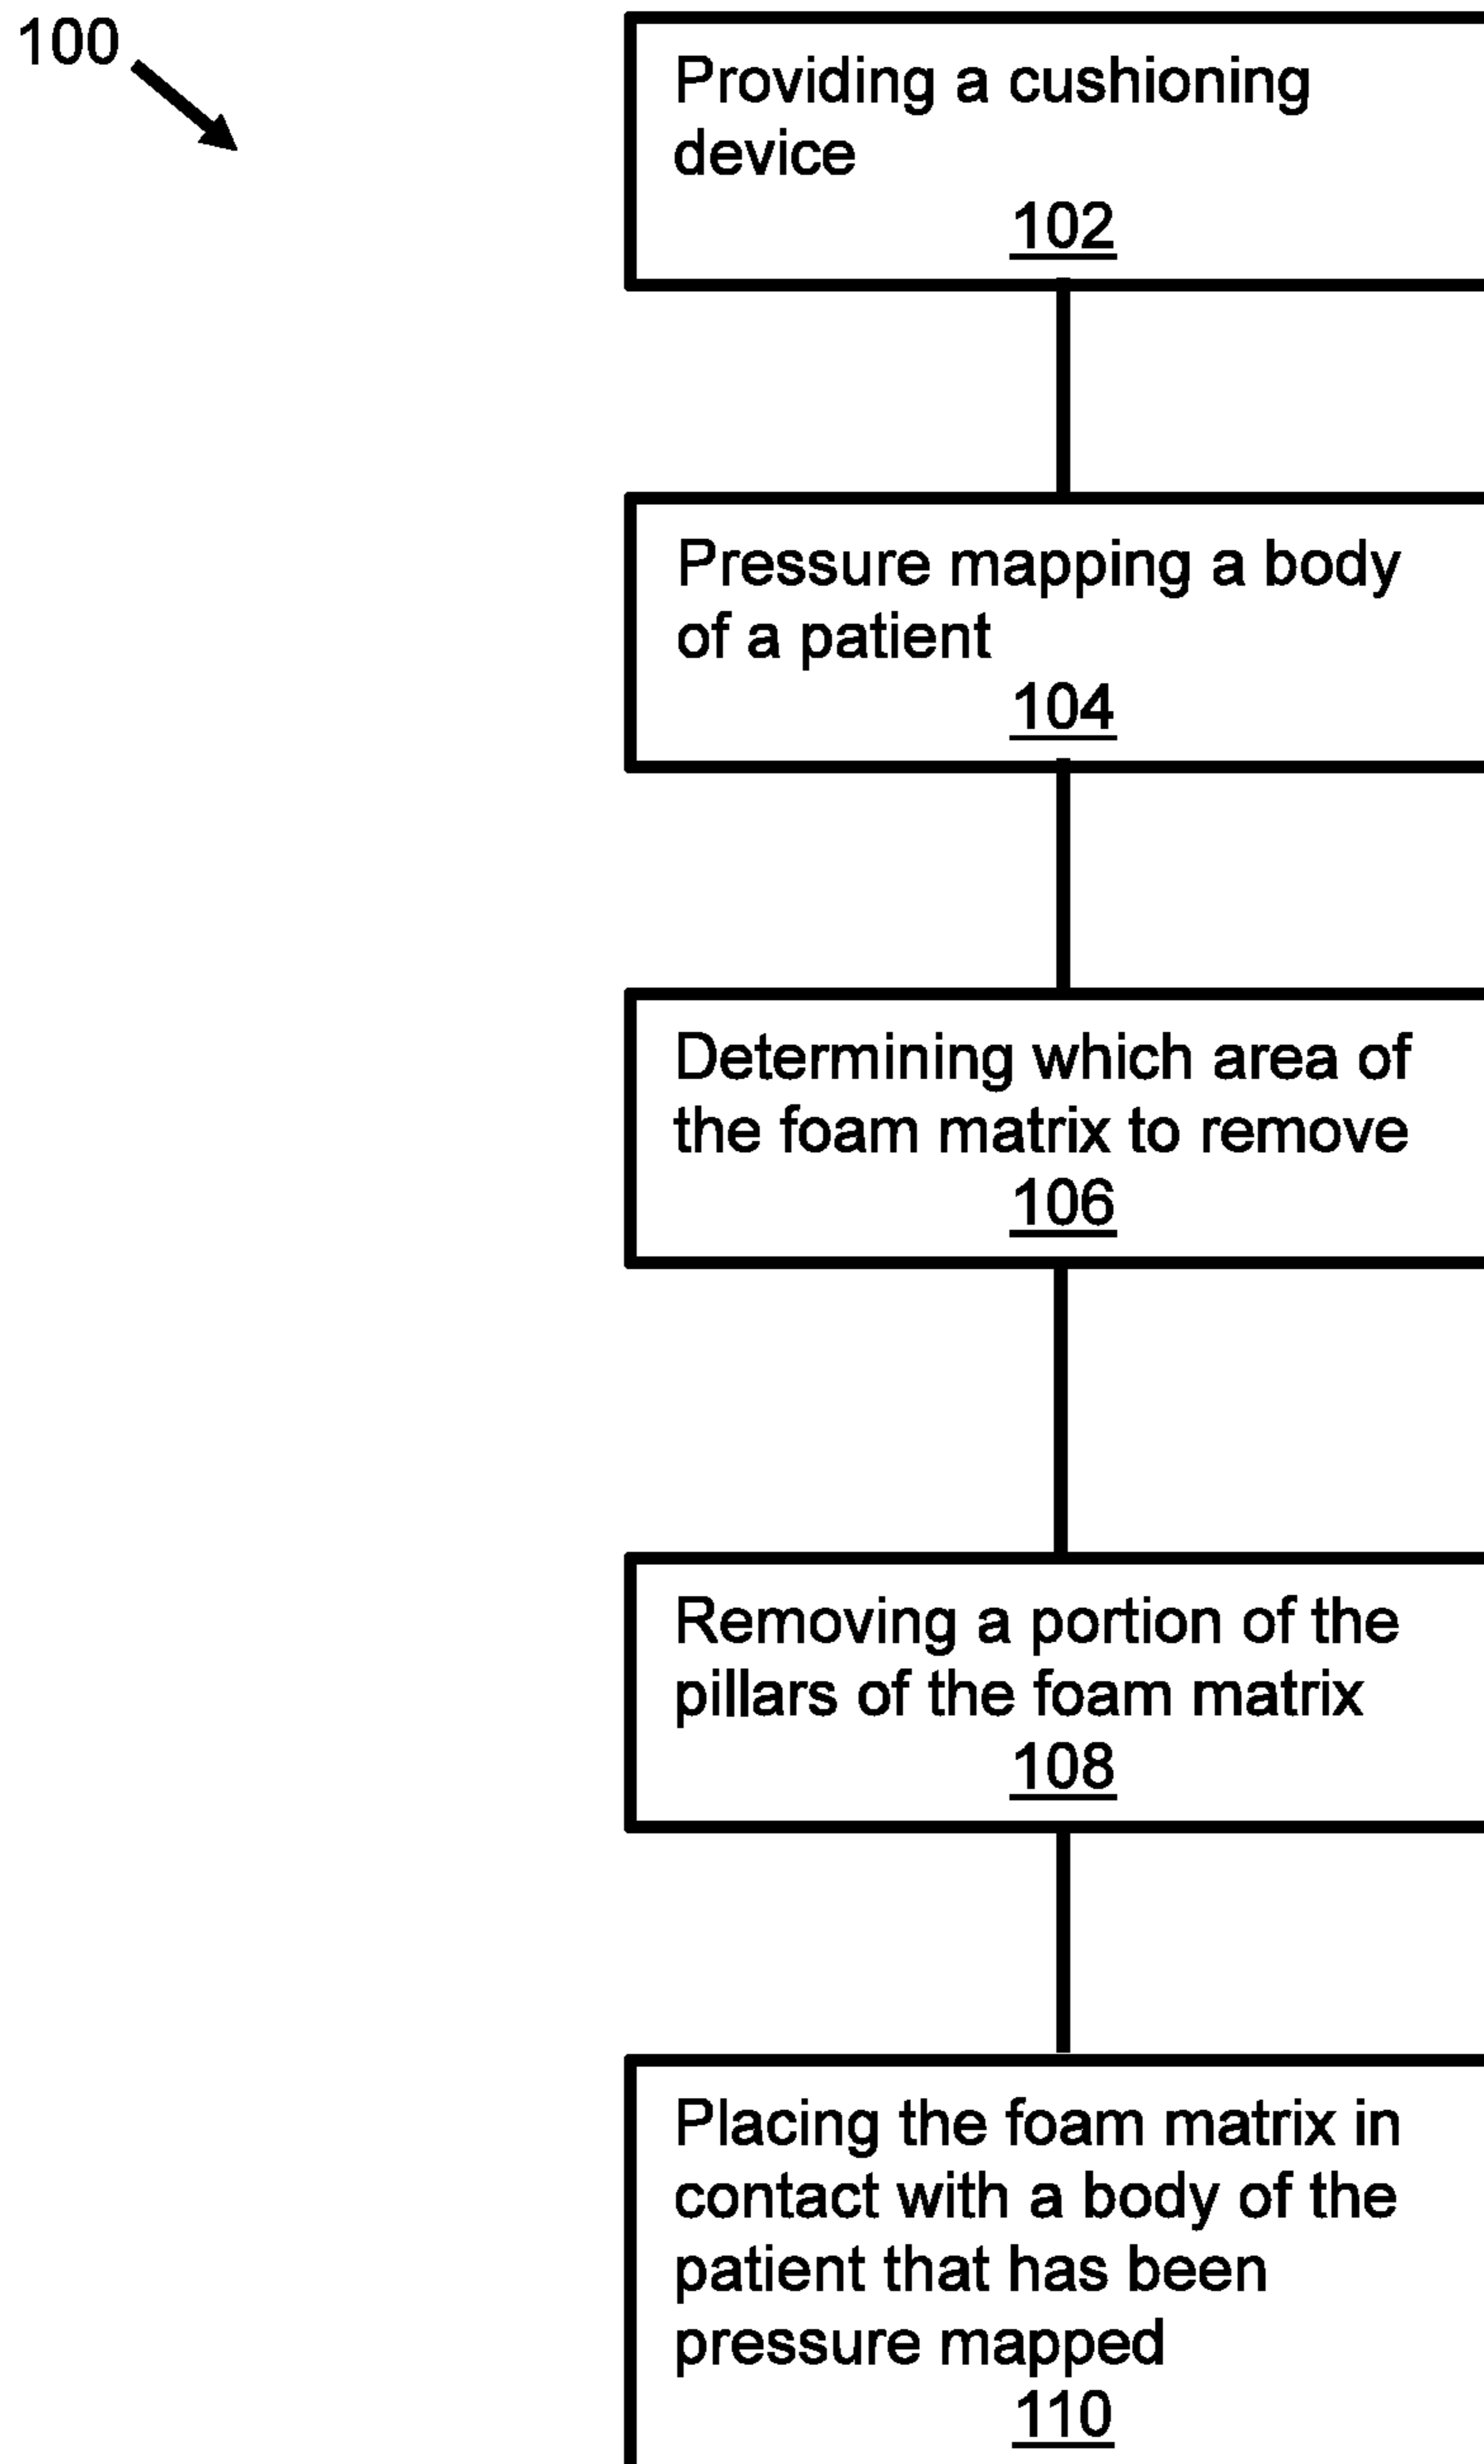 100
Providing a cushioning
device
102
Pressure mapping a body
of a patient
104
Determining which area of
the foam matrix to remove
106
Removing a portion of the
pillars of the foam matrix
108
Placing the foam matrix in
contact with a body of the
patient that has been
pressure mapped
110